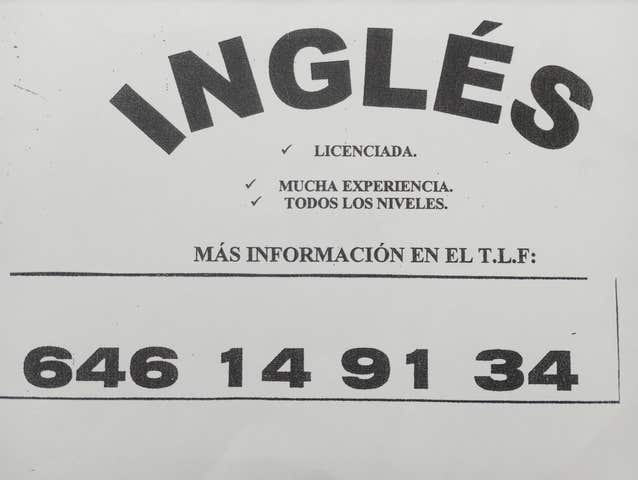 INGLÉS
✓ LICENCIADA.
✓ MUCHA EXPERIENCIA.
✓ TODOS LOS NIVELES.
MÁS INFORMACIÓN EN EL T.L.F:
646 14 91 34